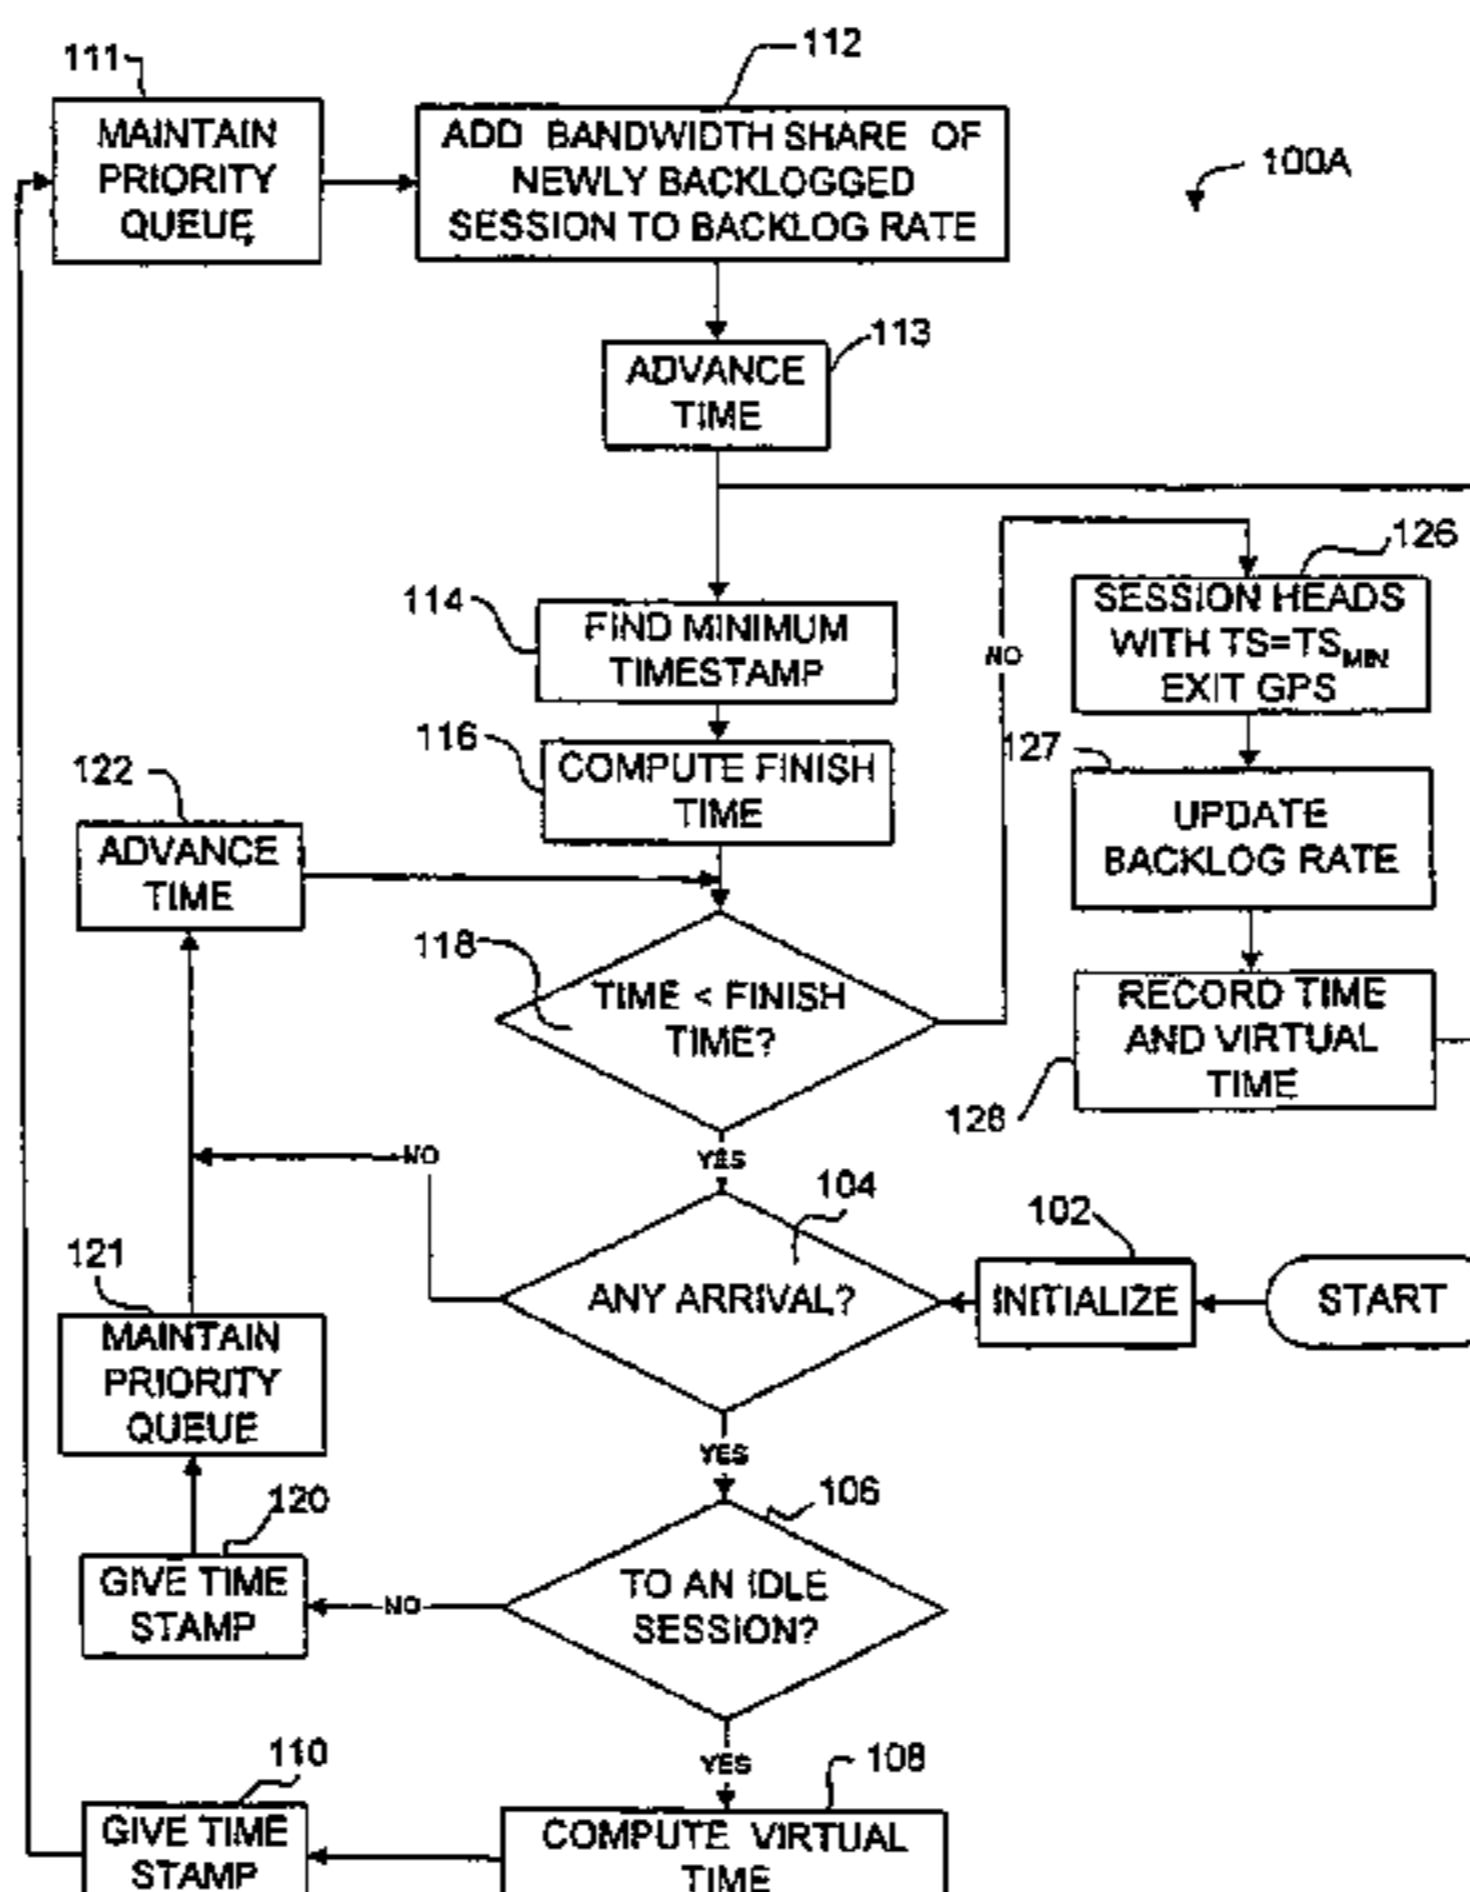 111
112
MAINTAIN
PRIORITY
QUEUE
ADD BANDWIDTH SHARE OF
NEWLY BACKLOGGED
SESSION TO BACKLOG RATE
100A
113
ADVANCE
TIME
126
114
FIND MINIMUM
TIMESTAMP
NO
SESSION HEADS
WITH TS=TSMIN
EXIT GPS
116
COMPUTE FINISH
TIME
127
UPDATE
BACKLOG RATE
122
ADVANCE
TIME
118
TIME < FINISH
TIME?
RECORD TIME
AND VIRTUAL
TIME
128
NO
YES
104
102
121
ANY ARRIVAL?
INITIALIZE
START
MAINTAIN
PRIORITY
QUEUE
YES
120
106
GIVE TIME
STAMP
NO
TO AN IDLE
SESSION?
110
YES
108
GIVE TIME
STAMP
COMPUTE VIRTUAL
TIME